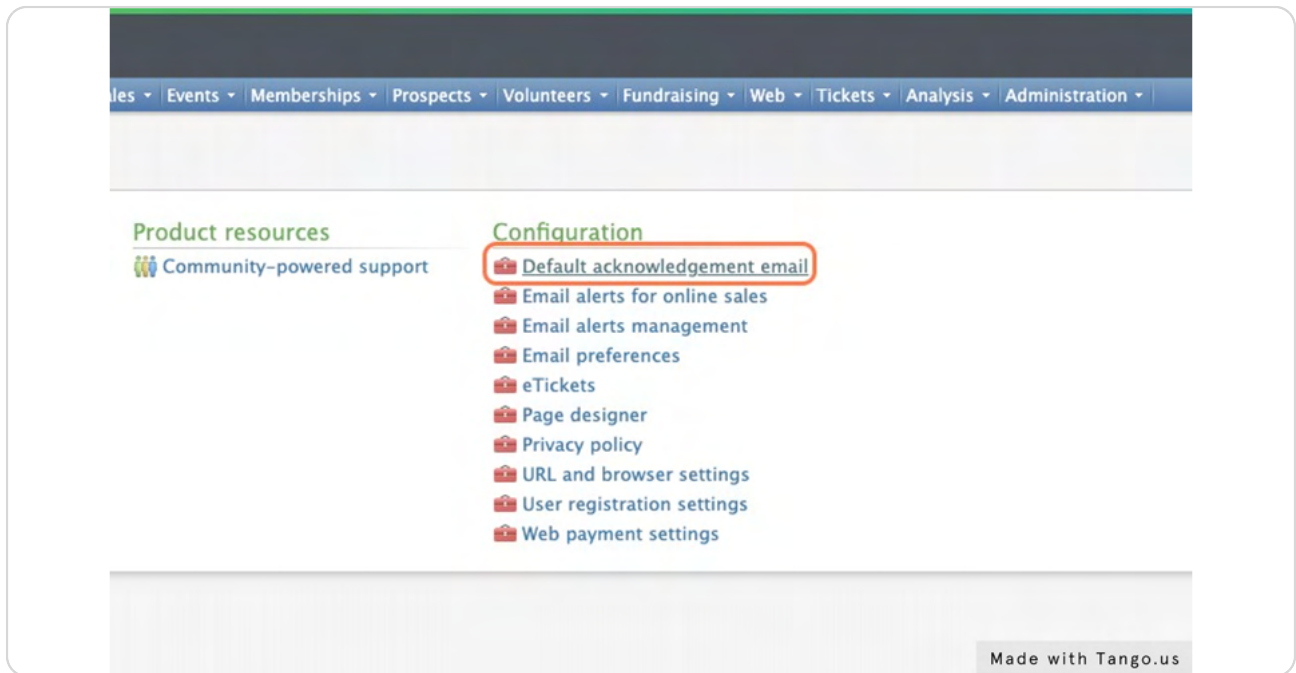 les Events Memberships Prospects Volunteers Fundraising Web Tickets Analysis Administration
Product resources
Configuration
Community-powered support
Default acknowledgement email
Email alerts for online sales
Email alerts management
Email preferences
eTickets
Page designer
Privacy policy
URL and browser settings
User registration settings
Web payment settings
Made with Tango.us